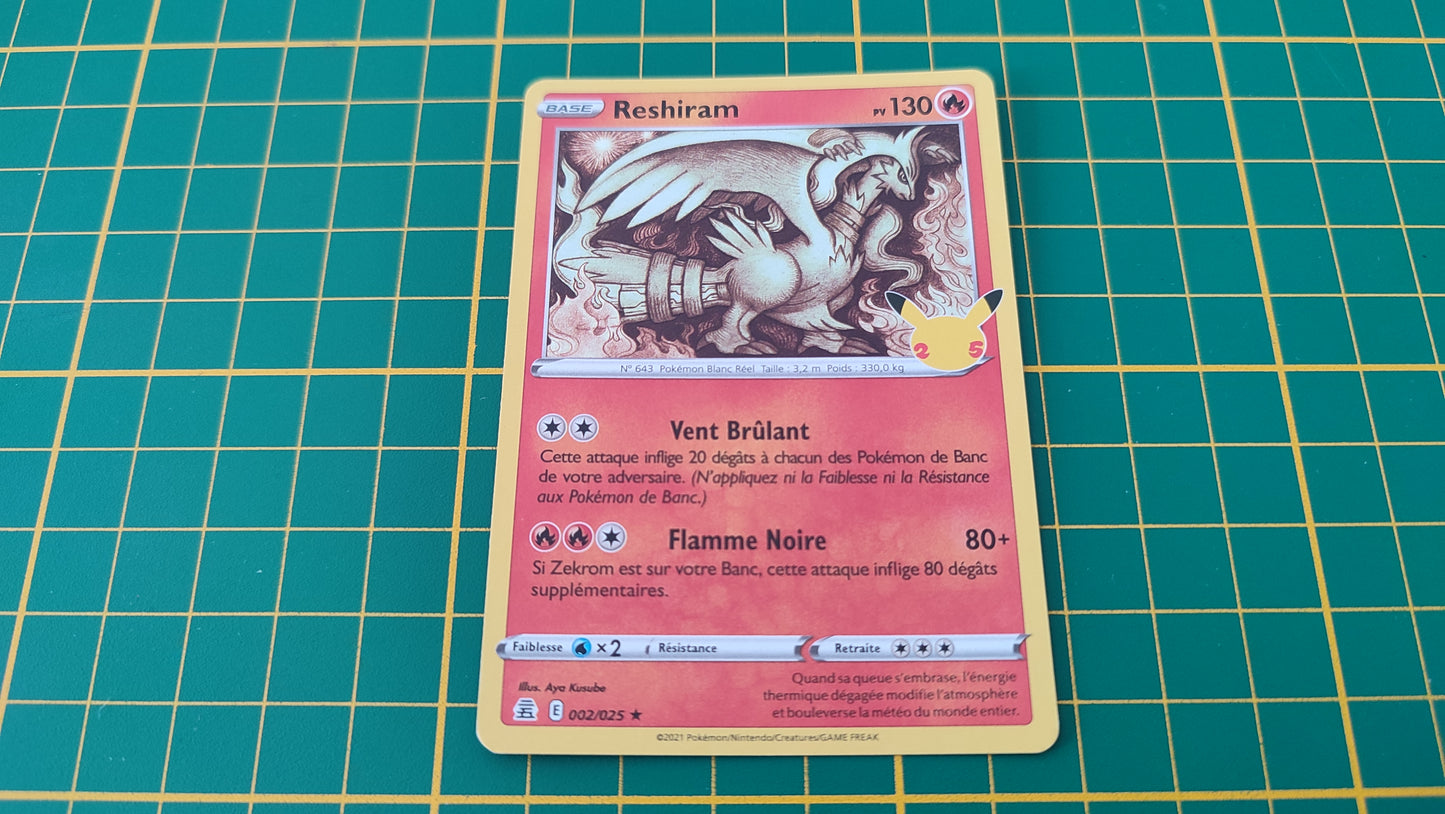 BASE Reshiram PV 130
25
N° 643 Pokémon Blanc Réel Taille : 3,2 m Poids : 330,0 kg
Vent Brûlant
Cette attaque inflige 20 dégâts à chacun des Pokémon de Banc
de votre adversaire. (N'appliquez ni la Faiblesse ni la Résistance
aux Pokémon de Banc.)
Flamme Noire 80+
Si Zekrom est sur votre Banc, cette attaque inflige 80 dégâts
supplémentaires.
Faiblesse ×2 Résistance Retraite
Illus. Aya Kusube
E 002/025 ★
Quand sa queue s'embrase, l'énergie
thermique dégagée modifie l'atmosphère
et bouleverse la météo du monde entier.
©2021 Pokémon/Nintendo/Creatures/GAME FREAK